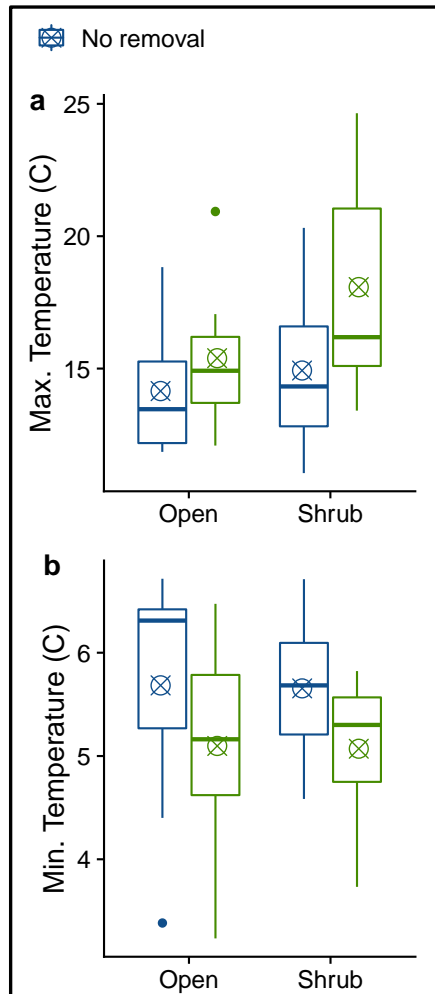 No removal
a
Max. Temperature (C)
25
20
15
Open Shrub
b
Min. Temperature (C)
6
5
4
Open Shrub